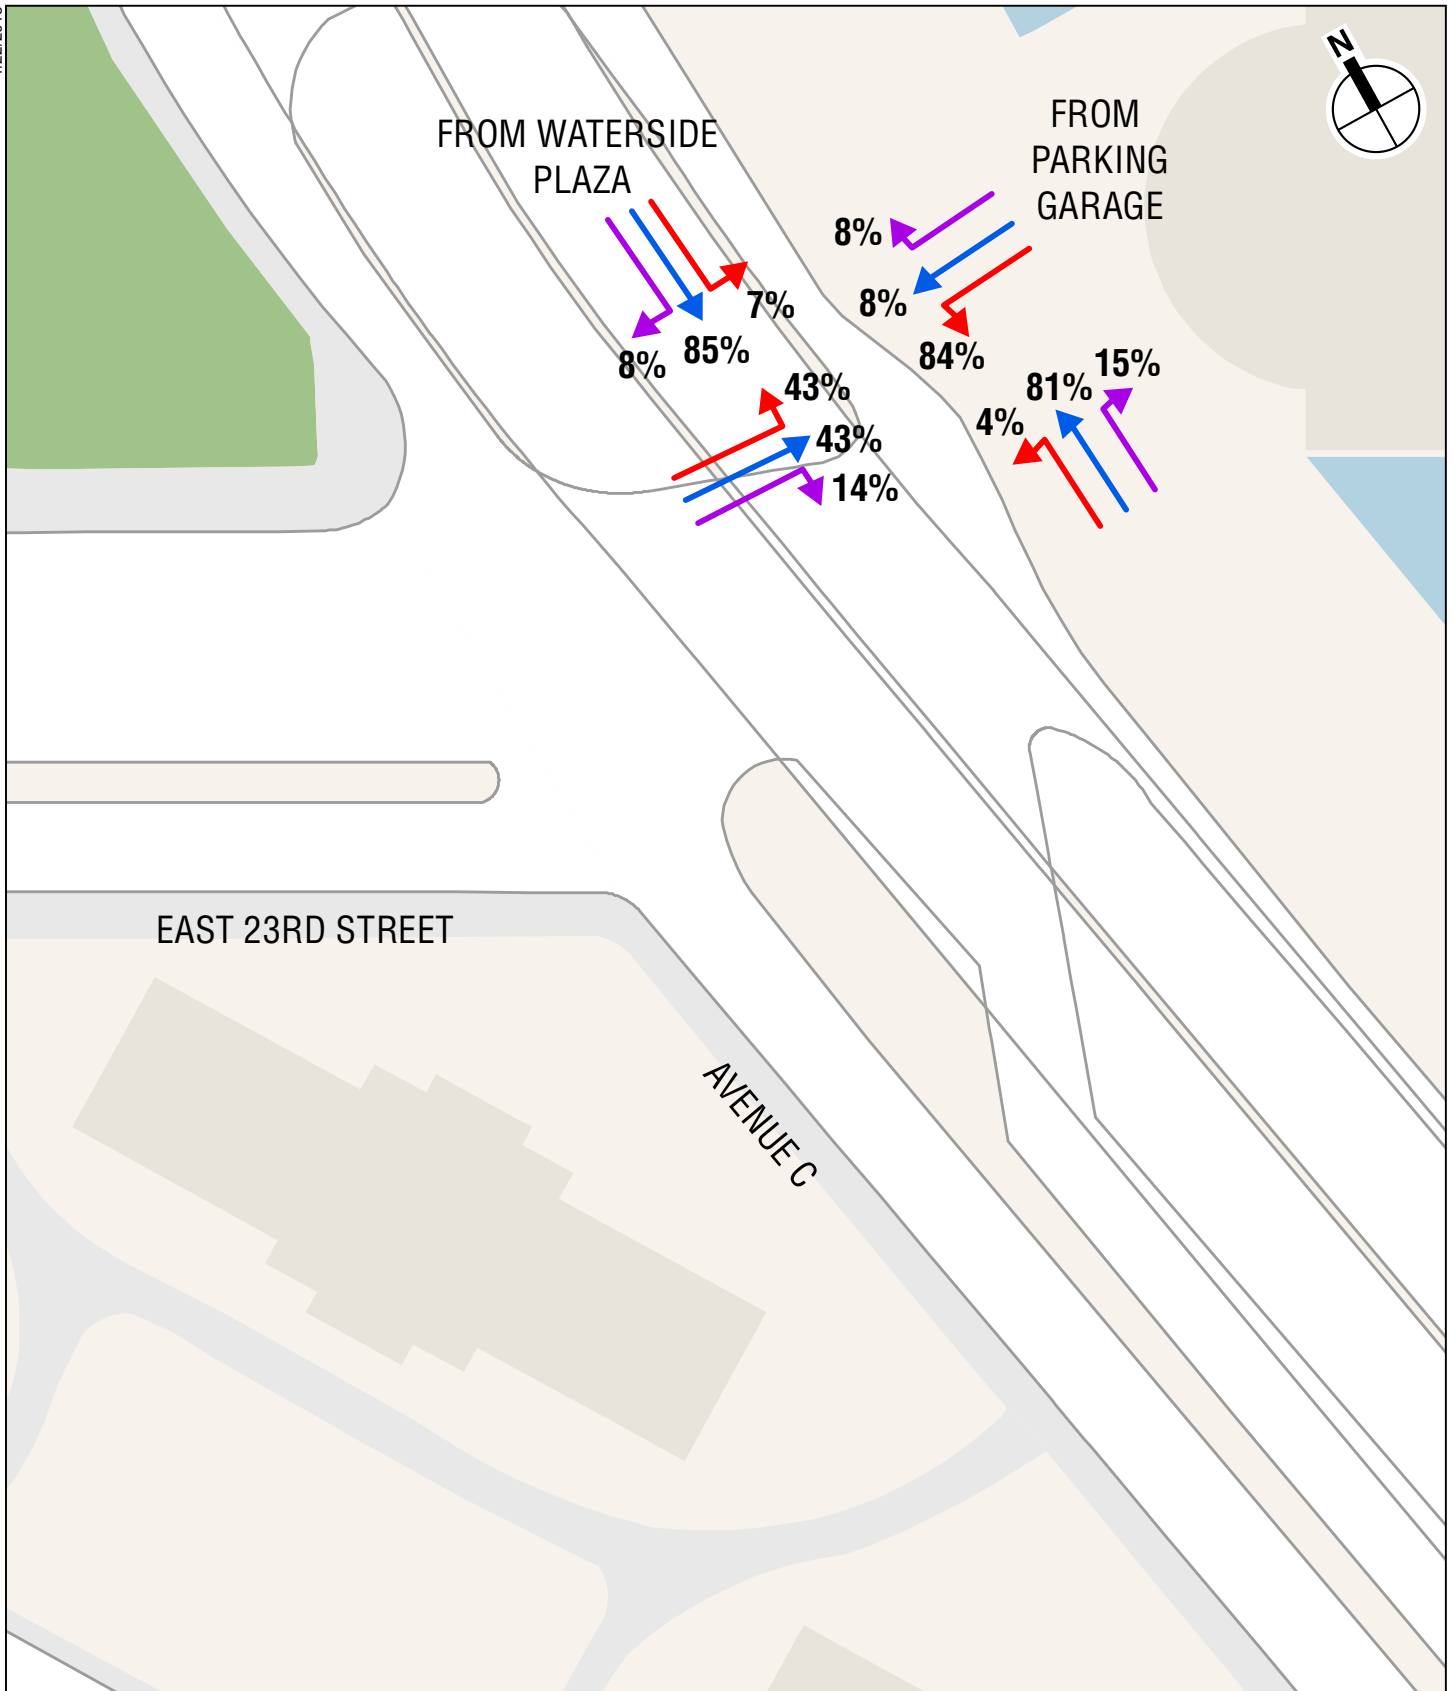 N
FROM WATERSIDE
PLAZA
FROM
PARKING
GARAGE
8%
7%
8%
85%
8%
84%
15%
81%
4%
43%
43%
14%
EAST 23RD STREET
AVENUE C